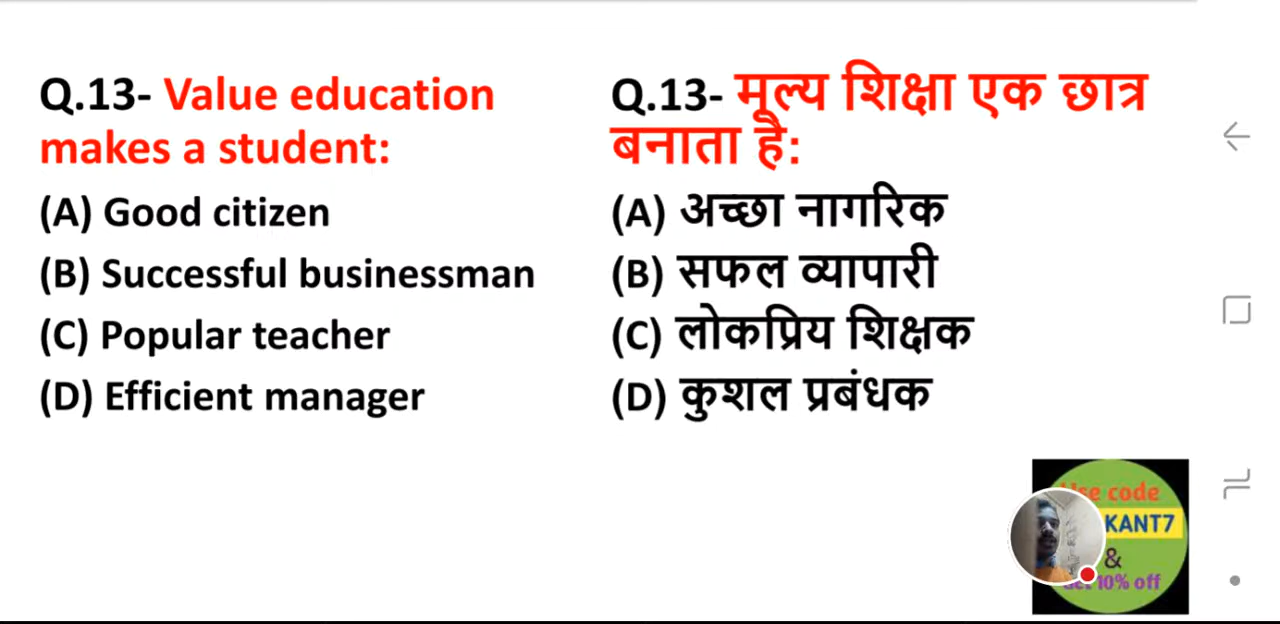 Q.13- Value education
makes a student:
(A) Good citizen
(B) Successful businessman
(C) Popular teacher
(D) Efficient manager
Q.13- मूल्य शिक्षा एक छात्र
बनाता है:
(A) अच्छा नागरिक
(B) सफल व्यापारी
(C) लोकप्रिय शिक्षक
(D) कुशल प्रबंधक
code
KANT7
&
10% off